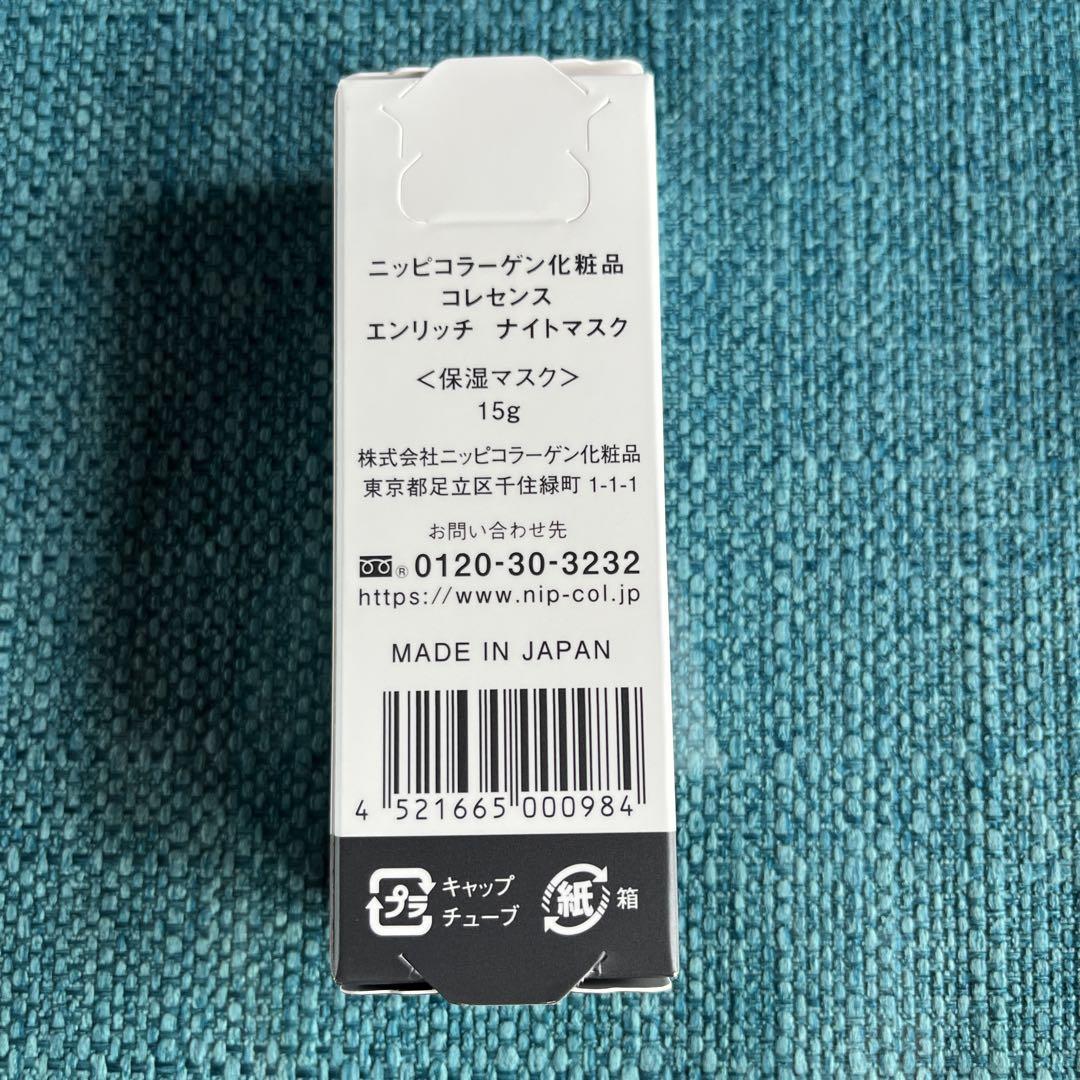 ニッピコラーゲン化粧品
コレセンス
エンリッチ ナイトマスク
＜保湿マスク＞
15g
株式会社ニッピコラーゲン化粧品
東京都足立区千住緑町 1-1-1
お問い合わせ先
® 0120-30-3232
https://www.nip-col.jp
MADE IN JAPAN
4 521665 000984
プラ キャップ チューブ
紙 箱